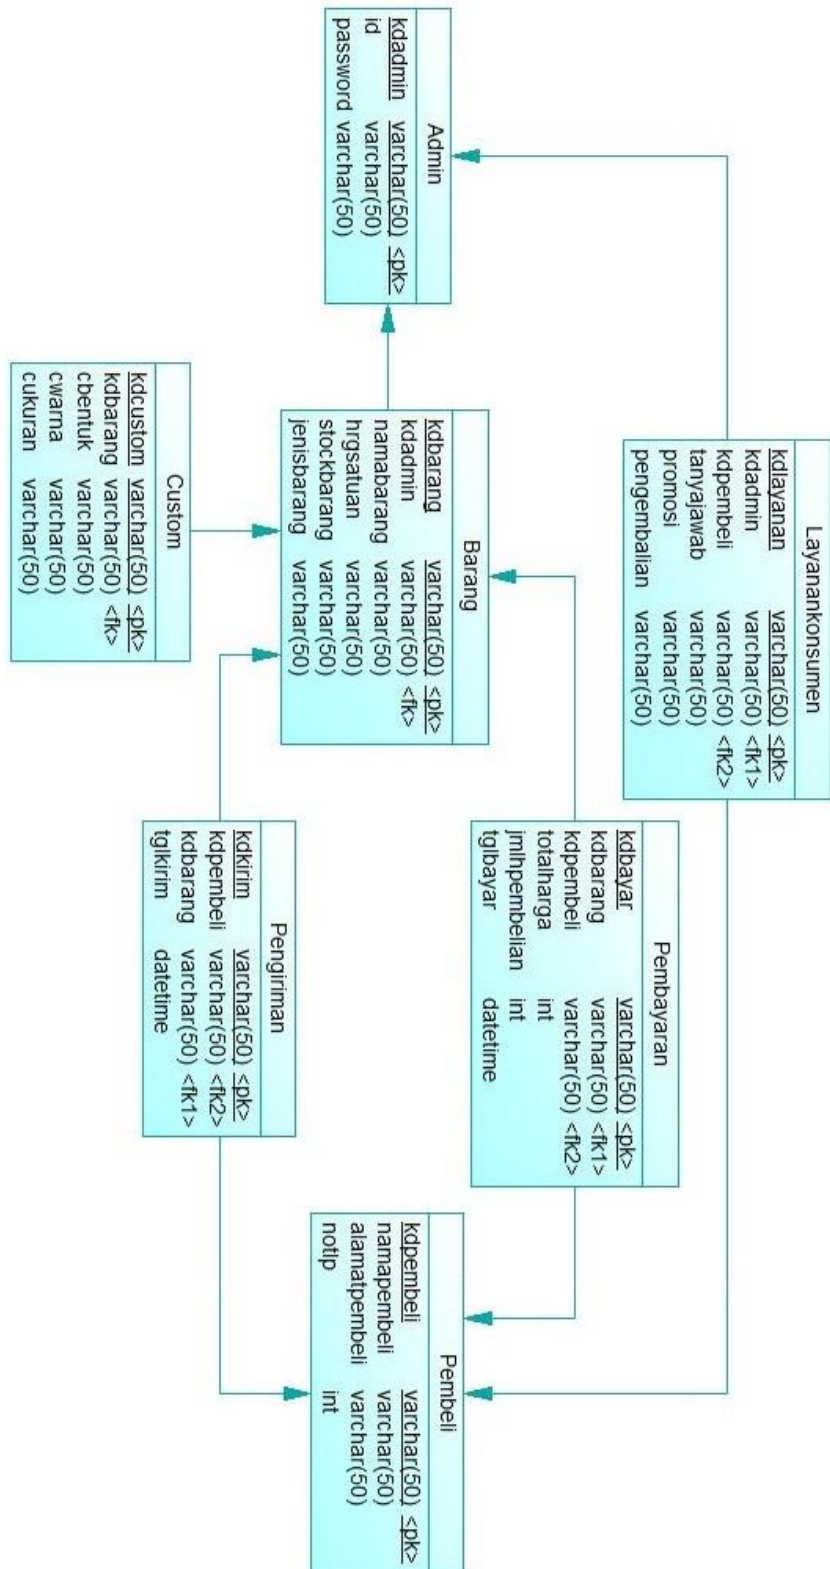 Layanankonsumen
kdlayanan varchar(50) <pk>
kdadmin varchar(50) <fk1>
kdpembeli varchar(50) <fk2>
tanyajawab varchar(50)
promosi varchar(50)
pengembalian varchar(50)
Admin
kdadmin varchar(50) <pk>
id varchar(50)
password varchar(50)
Barang
kdbarang varchar(50) <pk>
kdadmin varchar(50) <fk>
namabarang varchar(50)
hrgsatuan varchar(50)
stockbarang varchar(50)
jenisbarang varchar(50)
Pembayaran
kdbayar varchar(50) <pk>
kdbarang varchar(50) <fk1>
kdpembeli varchar(50) <fk2>
totalharga int
jmlhpembelian int
tglbayar datetime
Pembeli
kdpembeli varchar(50) <pk>
namapembeli varchar(50)
alamatpembeli varchar(50)
notlp int
Custom
kdcustom varchar(50) <pk>
kdbarang varchar(50) <fk>
cbentuk varchar(50)
cwarna varchar(50)
cukuran varchar(50)
Pengiriman
kdkirim varchar(50) <pk>
kdpembeli varchar(50) <fk2>
kdbarang varchar(50) <fk1>
tglkirim datetime